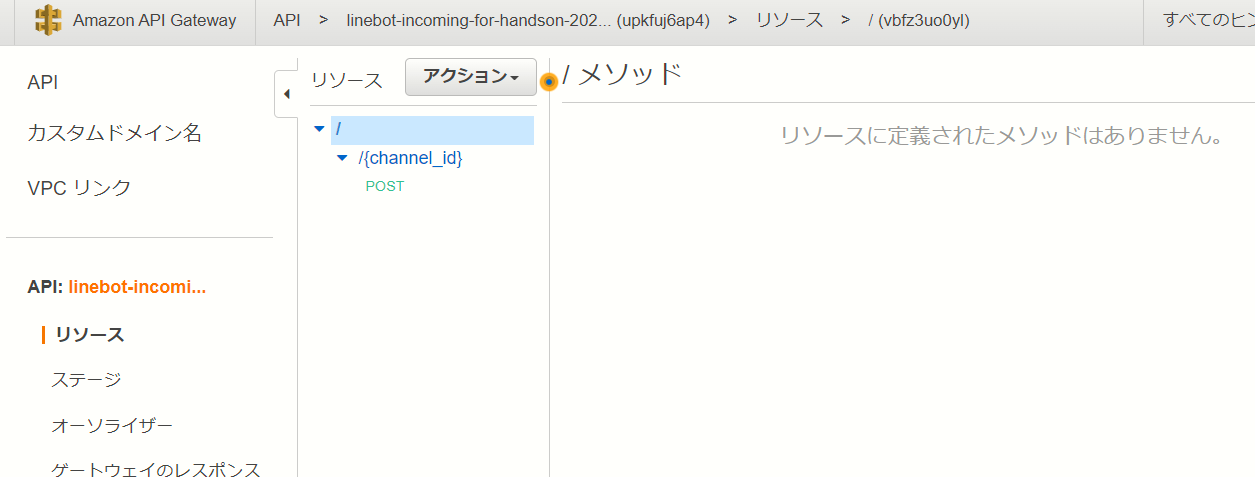 Amazon API Gateway API > linebot-incoming-for-handson-202... (upkfuj6ap4) > リソース > / (vbfz3uo0yl) すべてのヒン
API
カスタムドメイン名
VPC リンク
API: linebot-incomi...
リソース
ステージ
オーソライザー
ゲートウェイのレスポンス
リソース アクション
/
/{channel_id}
POST
/ メソッド
リソースに定義されたメソッドはありません。